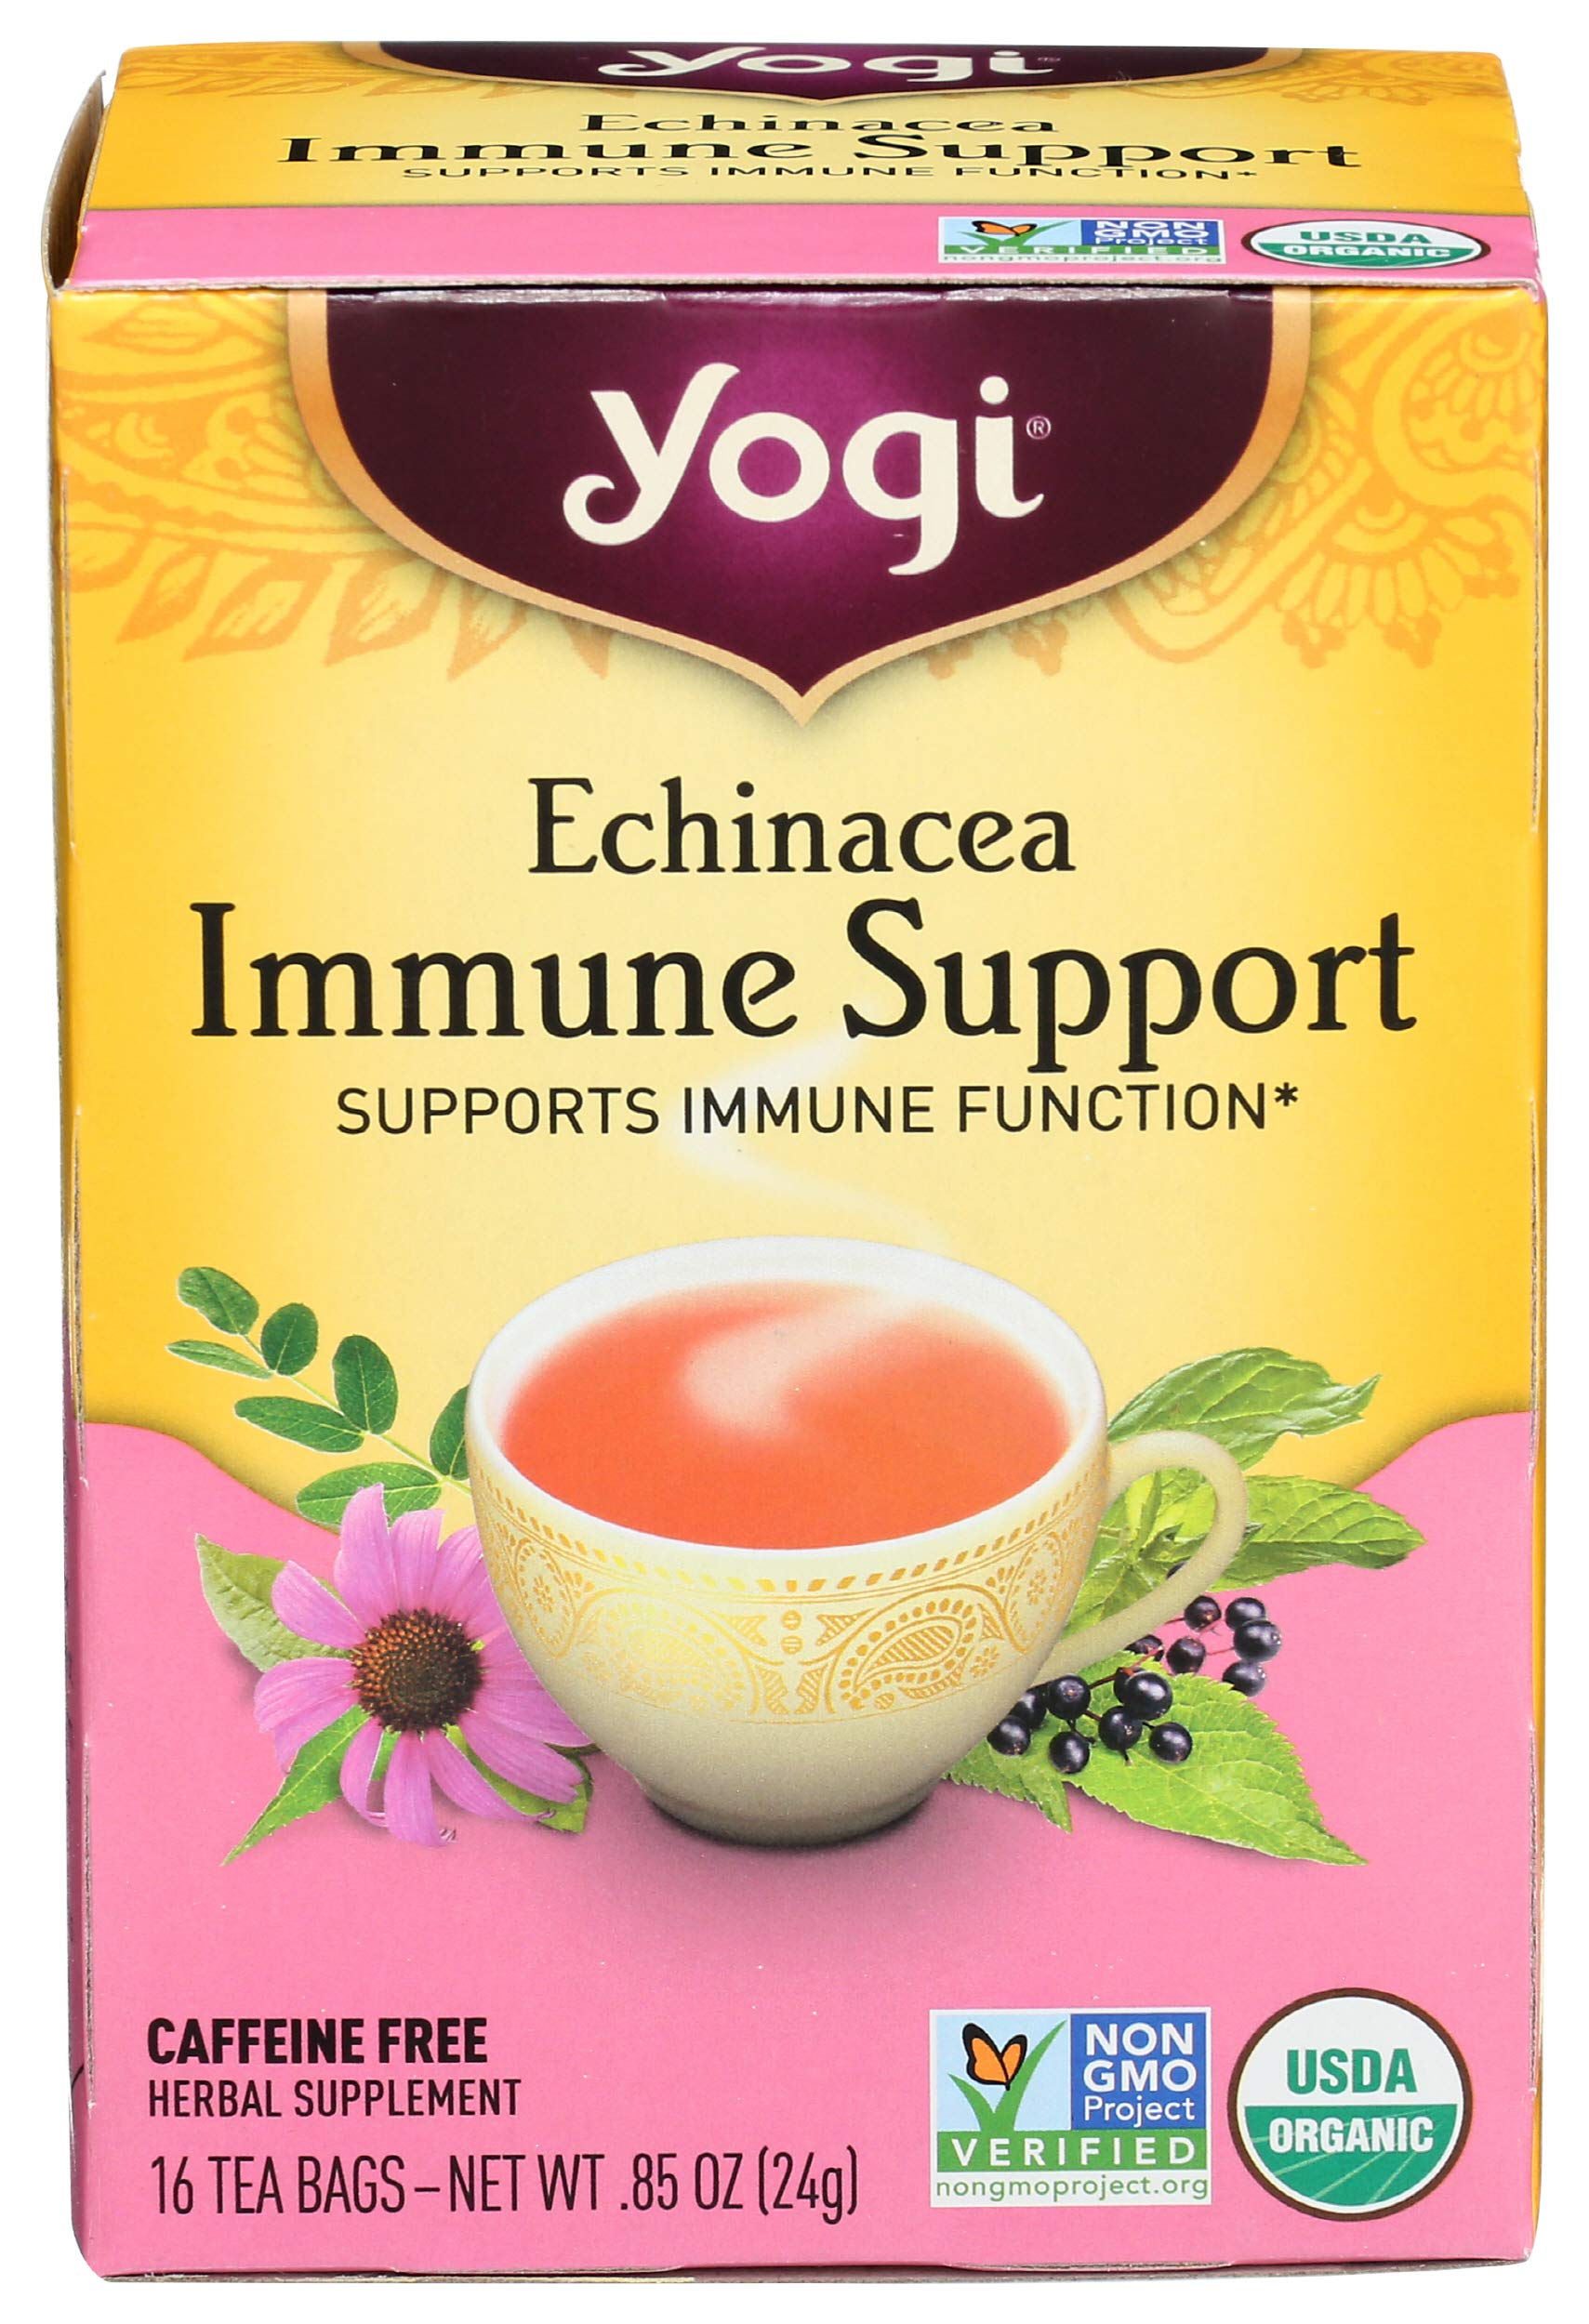 yogi®
Echinacea
Immune Support
SUPPORTS IMMUNE FUNCTION*
NON
GMO
Project
VERIFIED
nongmoproject.org
USDA
ORGANIC
yogi®
Echinacea
Immune Support
SUPPORTS IMMUNE FUNCTION*
CAFFEINE FREE
HERBAL SUPPLEMENT
16 TEA BAGS – NET WT .85 OZ (24g)
NON
GMO
Project
VERIFIED
nongmoproject.org
USDA
ORGANIC